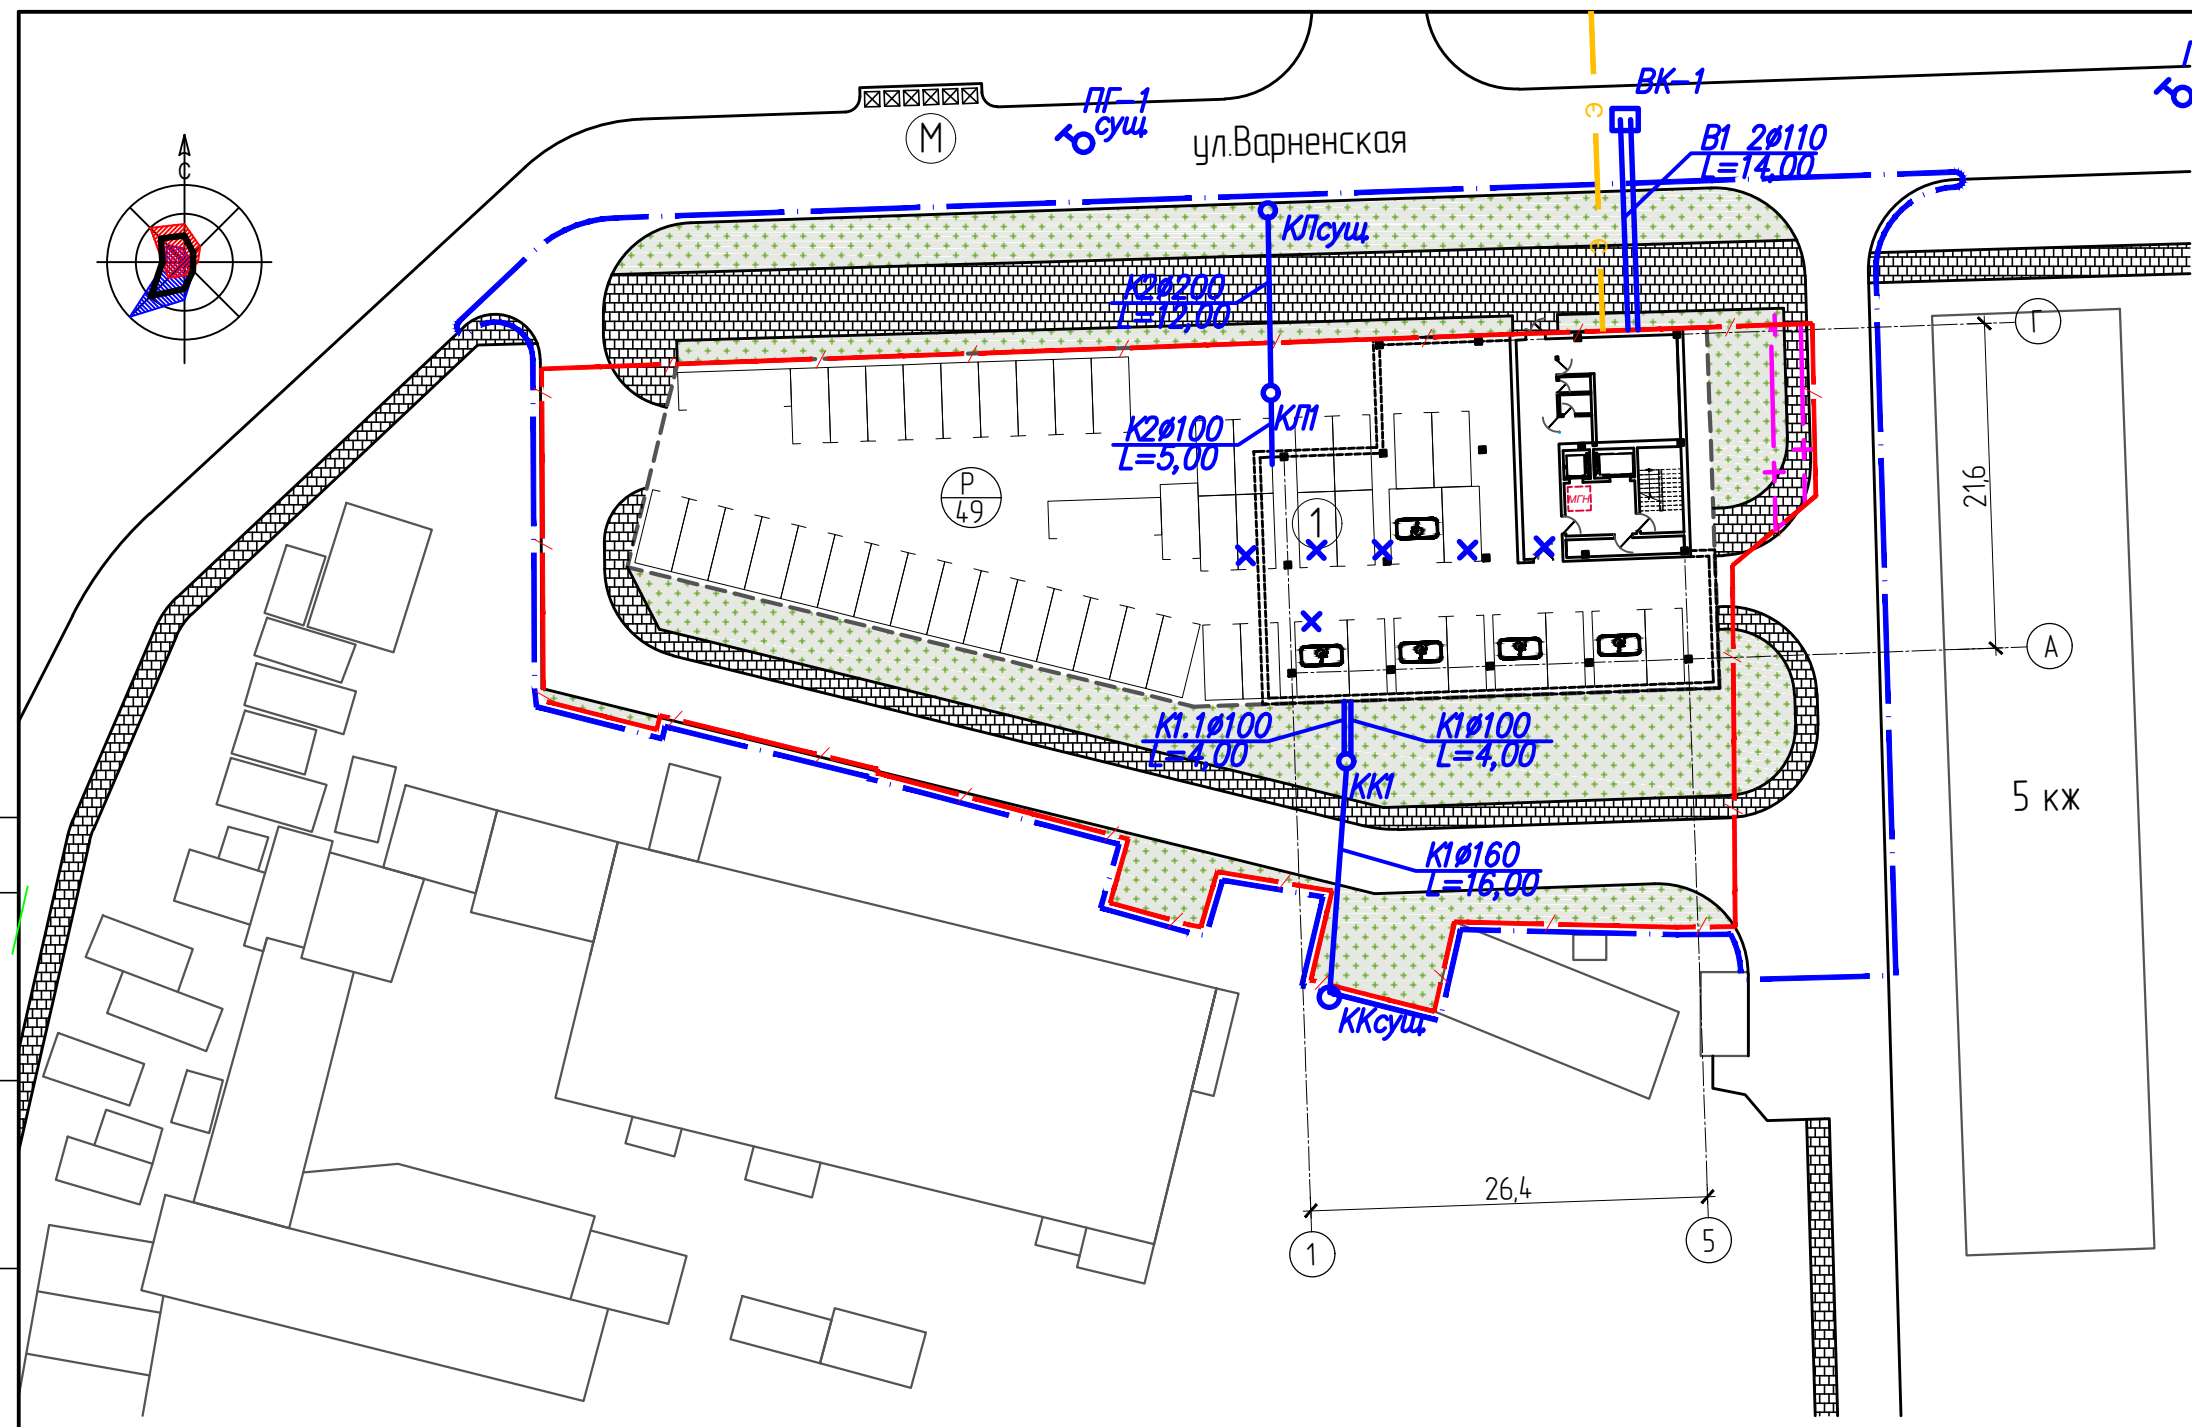 ПГ-1
сущ.
М
ул.Варненская
ВК-1
В1 2ø110
L=14,00
С
Є
Є
КЛсущ.
К2ø200
L=12,00
Г
КЛ1
К2ø100
L=5,00
Р
49
1
МГН
21,6
А
К1.1ø100
L=4,00
К1ø100
L=4,00
КК1
5 кж
К1ø160
L=16,00
ККсущ.
26,4
1
5